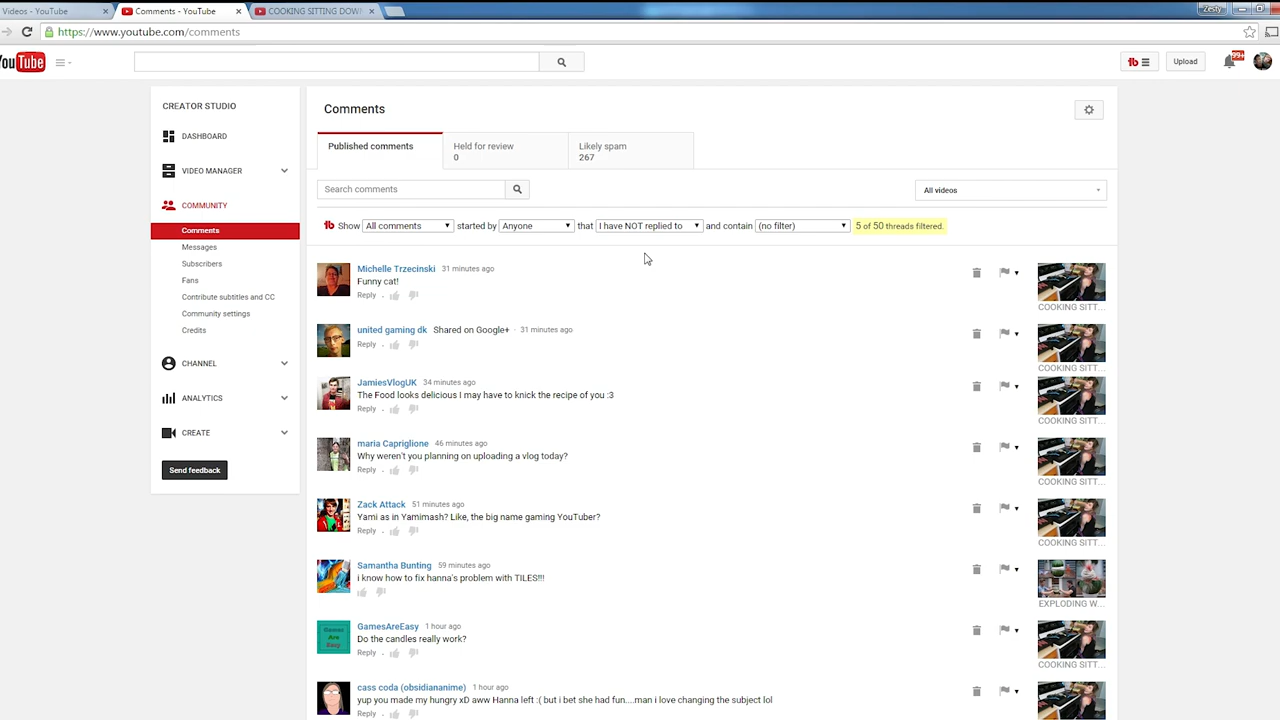 Videos - YouTube
Comments - YouTube
COOKING SITTING DOWN
Zesty
https://www.youtube.com/comments
YouTube
Upload
99+
CREATOR STUDIO
DASHBOARD
VIDEO MANAGER
COMMUNITY
Comments
Messages
Subscribers
Fans
Contribute subtitles and CC
Community settings
Credits
CHANNEL
ANALYTICS
CREATE
Send feedback
Comments
Published comments
Held for review
0
Likely spam
267
Search comments
All videos
tb Show All comments started by Anyone that I have NOT replied to and contain (no filter) 5 of 50 threads filtered.
Michelle Trzecinski 31 minutes ago
Funny cat!
Reply
COOKING SITT...
united gaming dk Shared on Google+ · 31 minutes ago
Reply
COOKING SITT...
JamiesVlogUK 34 minutes ago
The Food looks delicious I may have to knick the recipe of you :3
Reply
COOKING SITT...
maria Capriglione 46 minutes ago
Why weren't you planning on uploading a vlog today?
Reply
COOKING SITT...
Zack Attack 51 minutes ago
Yami as in Yamimash? Like, the big name gaming YouTuber?
Reply
COOKING SITT...
Samantha Bunting 59 minutes ago
i know how to fix hanna's problem with TILES!!!
EXPLODING W...
Games Are Easy
GamesAreEasy 1 hour ago
Do the candles really work?
Reply
COOKING SITT...
cass coda (obsidiananime) 1 hour ago
yup you made my hungry xD aww Hanna left :( but i bet she had fun....man i love changing the subject lol
Reply